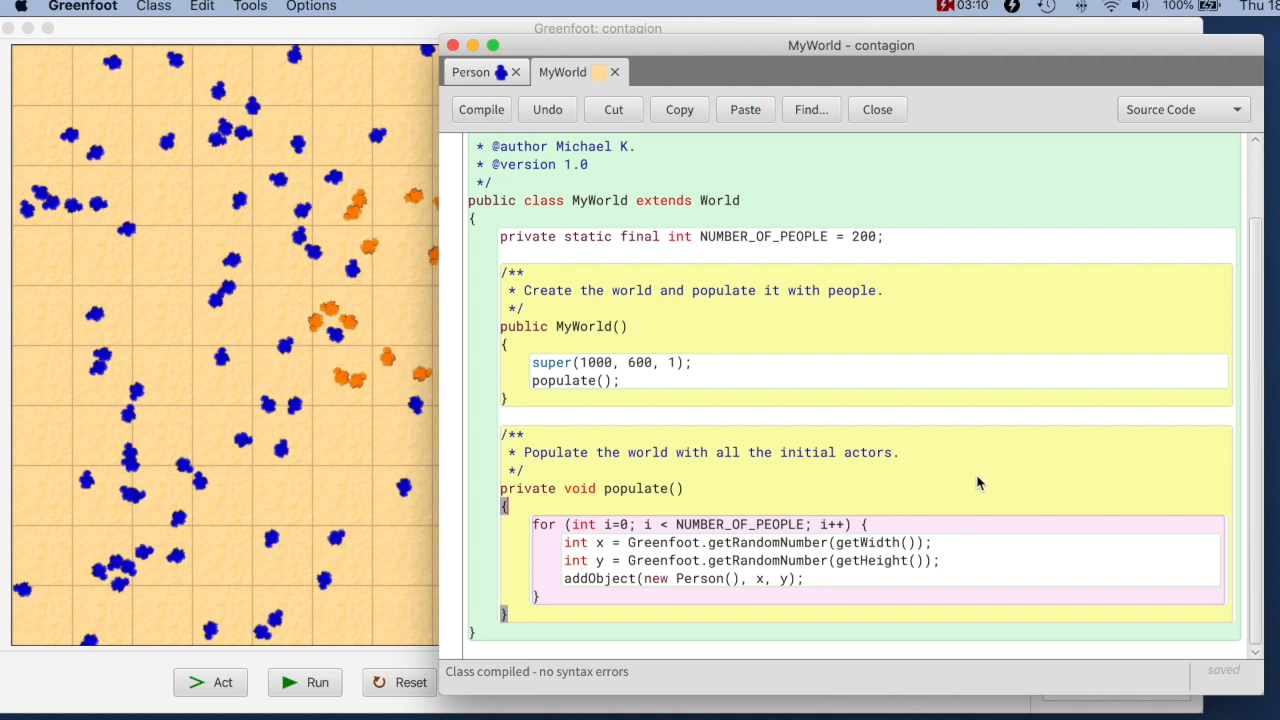 Greenfoot Class Edit Tools Options 03:10 100% Thu 18
Greenfoot: contagion
MyWorld - contagion
Person MyWorld
Compile Undo Cut Copy Paste Find... Close Source Code
* @author Michael K.
* @version 1.0
*/
public class MyWorld extends World
{
private static final int NUMBER_OF_PEOPLE = 200;
/**
* Create the world and populate it with people.
*/
public MyWorld()
{
super(1000, 600, 1);
populate();
}
/**
* Populate the world with all the initial actors.
*/
private void populate()
{
for (int i=0; i < NUMBER_OF_PEOPLE; i++) {
int x = Greenfoot.getRandomNumber(getWidth());
int y = Greenfoot.getRandomNumber(getHeight());
addObject(new Person(), x, y);
}
}
}
Class compiled - no syntax errors
saved
Act Run Reset